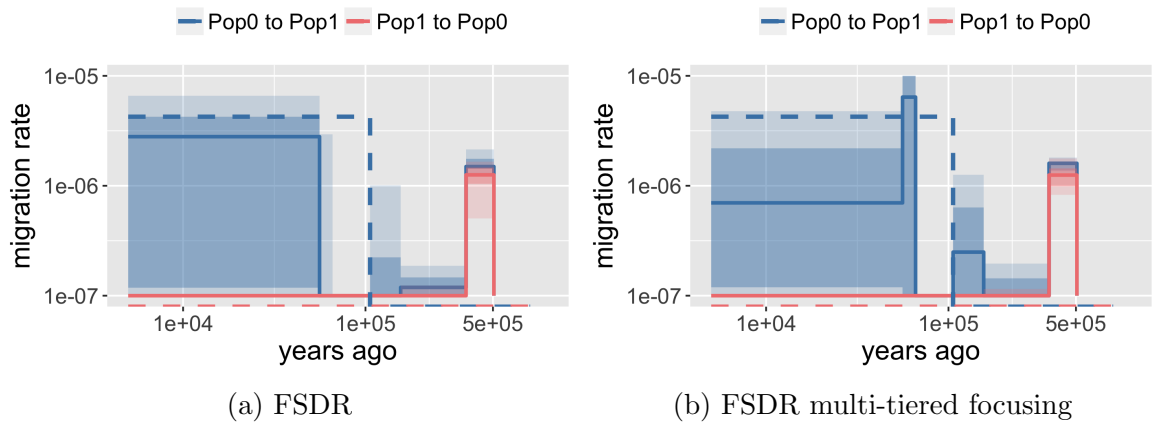 Pop0 to Pop1 Pop1 to Pop0
migration rate
1e-05
1e-06
1e-07
1e+04 1e+05 5e+05
years ago
(a) FSDR
Pop0 to Pop1 Pop1 to Pop0
migration rate
1e-05
1e-06
1e-07
1e+04 1e+05 5e+05
years ago
(b) FSDR multi-tiered focusing